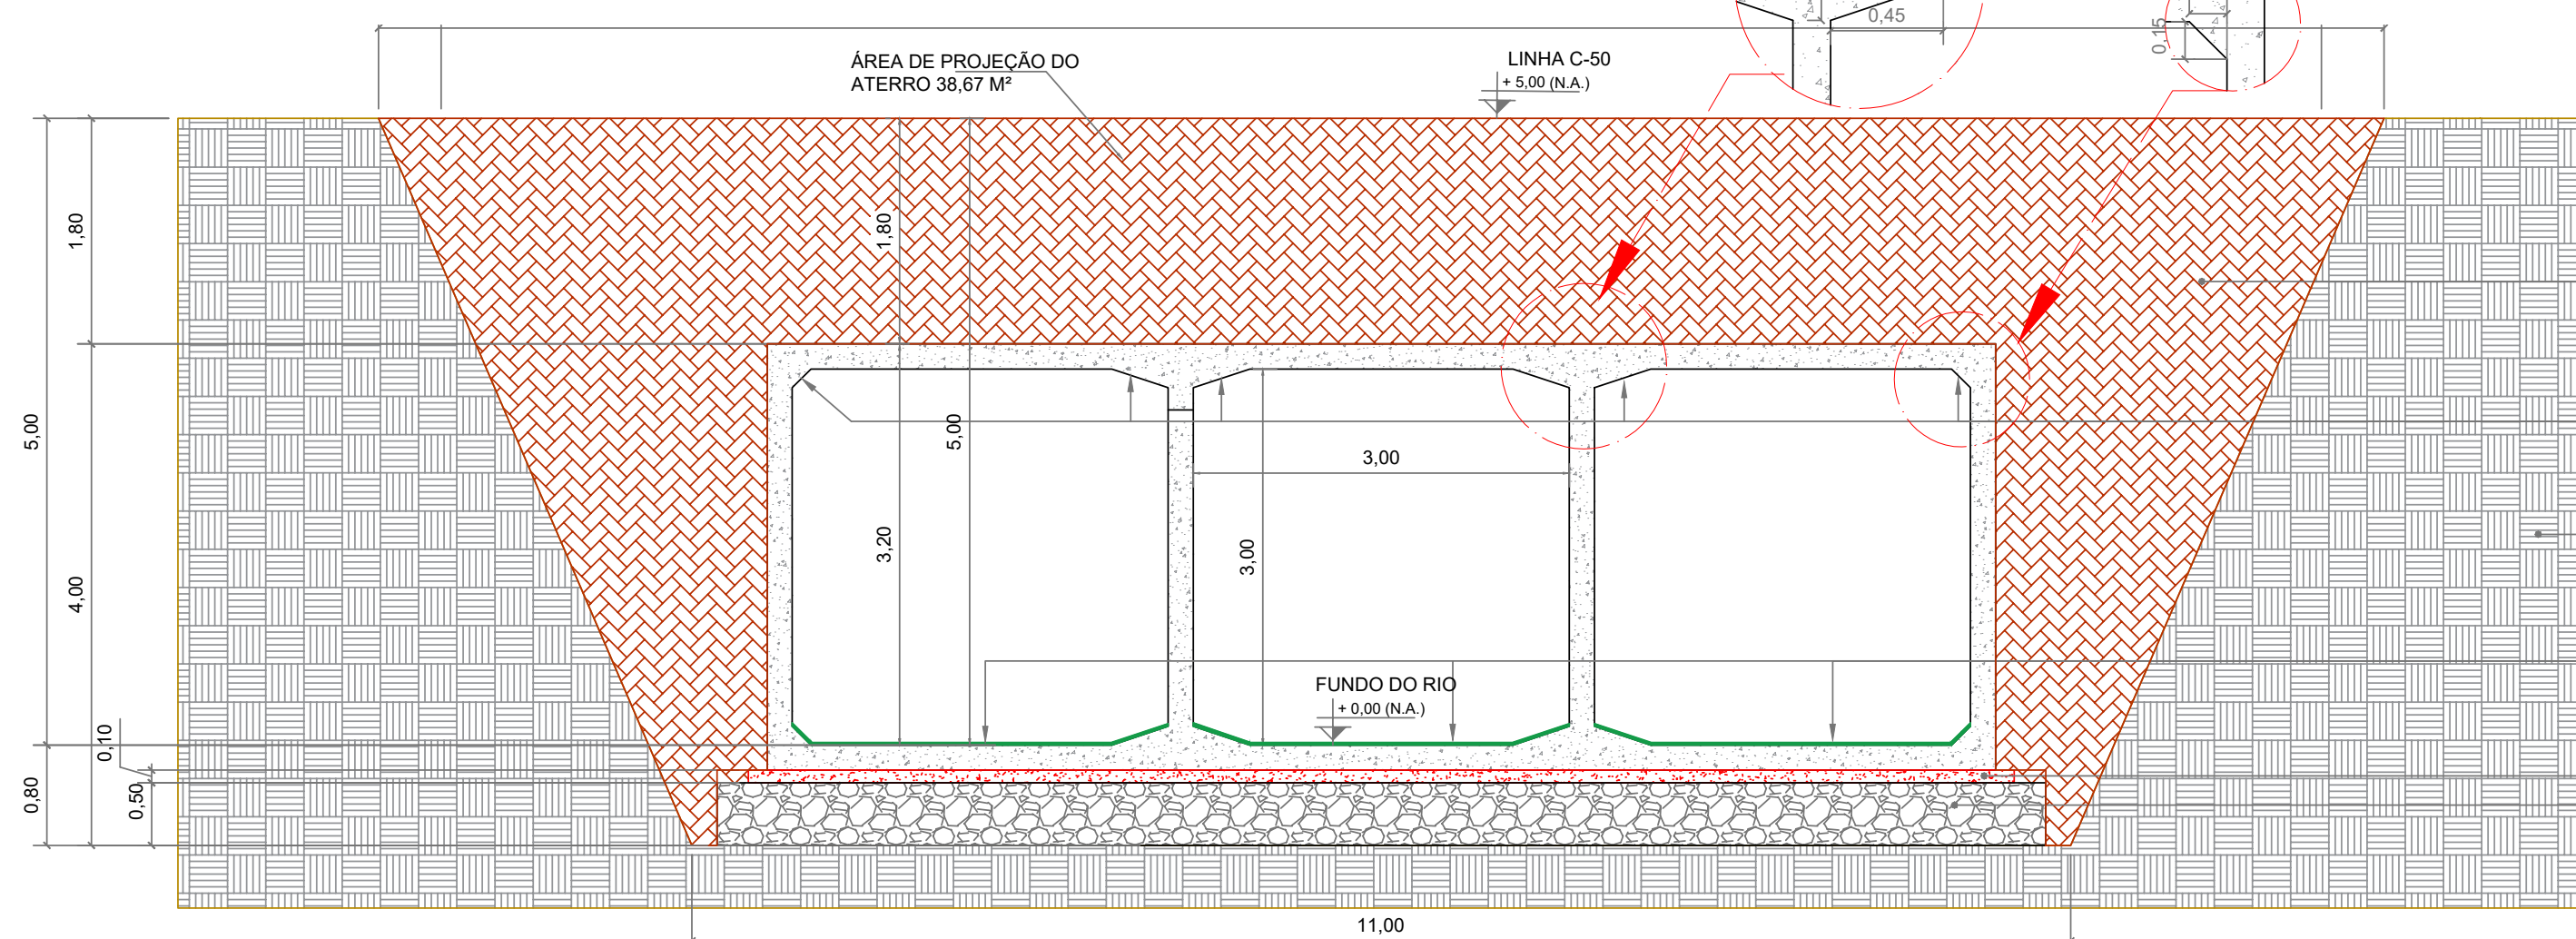 0,45
0,15
ÁREA DE PROJEÇÃO DO
ATERRO 38,67 M²
LINHA C-50
+ 5,00 (N.A.)
1,80
1,80
5,00
5,00
3,00
3,20
3,00
4,00
FUNDO DO RIO
+ 0,00 (N.A.)
0,10
0,80
0,50
11,00